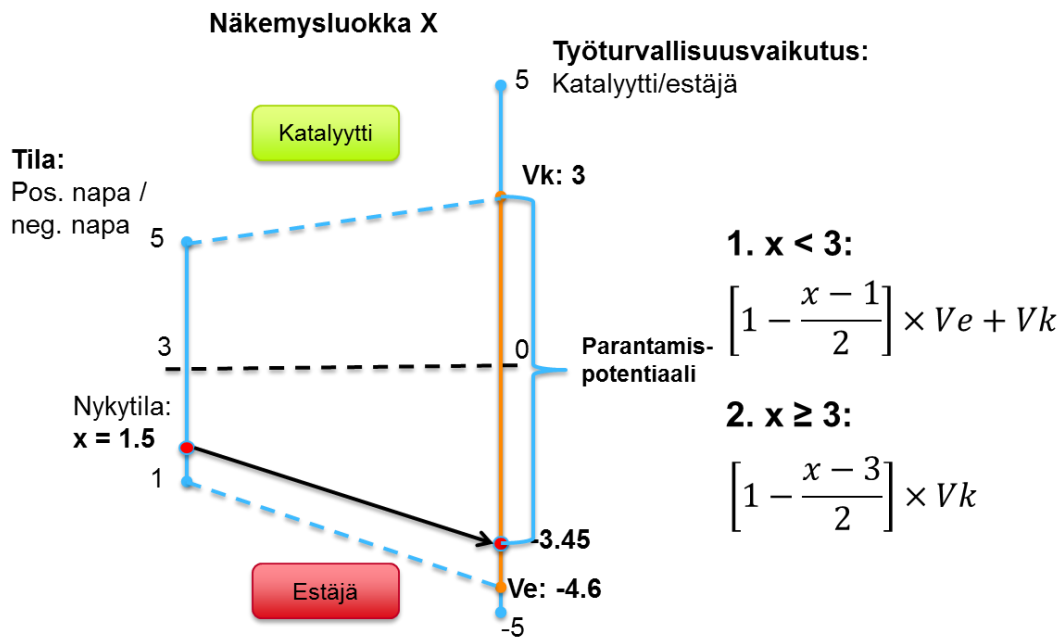 Näkemysluokka X
Työturvallisuusvaikutus:
Katalyytti/estäjä
5
Katalyytti
Tila:
Pos. napa /
neg. napa
5
Vk: 3
1. x < 3:
[1 − (x − 1)/2] × Ve + Vk
3
0
Parantamis-
potentiaali
Nykytila:
x = 1.5
1
2. x ≥ 3:
[1 − (x − 3)/2] × Vk
-3.45
Estäjä
Ve: -4.6
-5